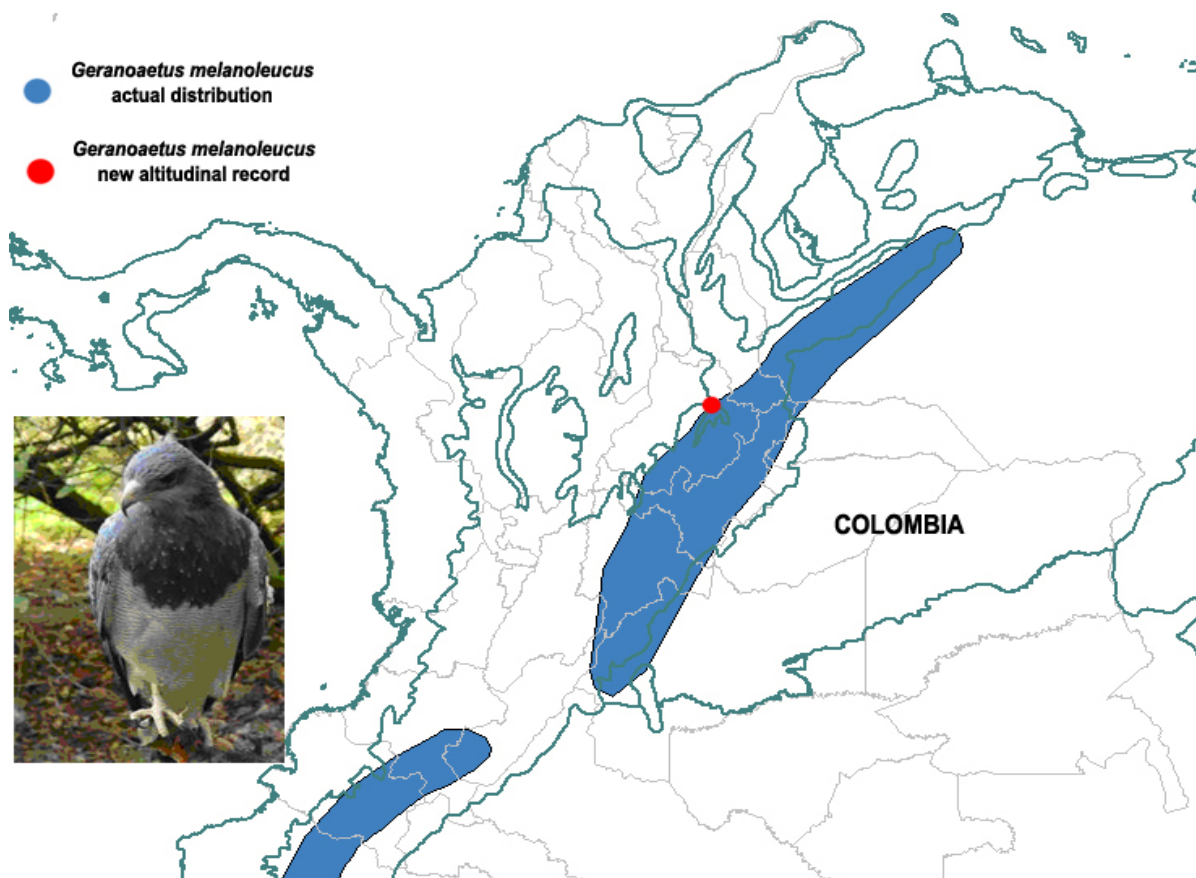 Geranoaetus melanoleucus
actual distribution
Geranoaetus melanoleucus
new altitudinal record
COLOMBIA